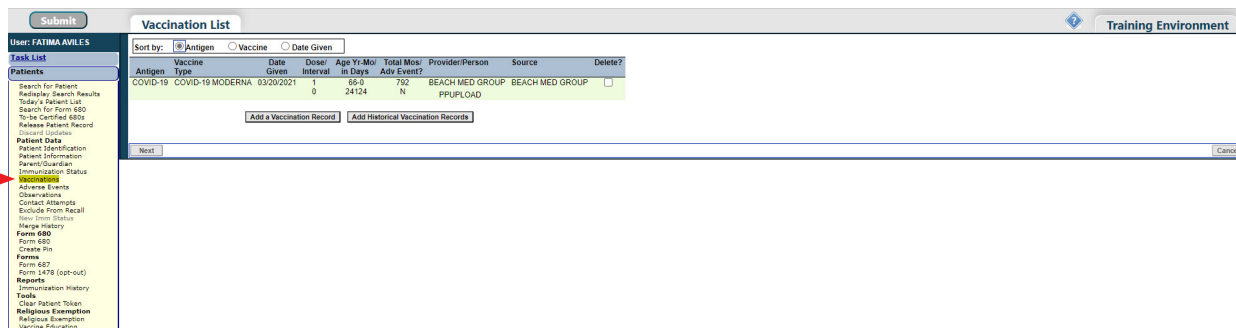 Submit
Vaccination List
Training Environment
User: FATIMA AVILES
Task List
Patients
Search for Patient
Redisplay Search Results
Today's Patient List
Search for Form 680
To-be Certified 680s
Release Patient Record
Discard Updates
Patient Data
Patient Identification
Patient Information
Parent/Guardian
Immunization Status
Vaccinations
Adverse Events
Observations
Contact Attempts
Exclude From Recall
New Imm Status
Merge History
Form 680
Form 680
Create Pin
Forms
Form 687
Form 1478 (opt-out)
Reports
Immunization History
Tools
Clear Patient Token
Religious Exemption
Religious Exemption
Vaccine Education
Sort by: Antigen Vaccine Date Given
Vaccine Date Dose/ Age Yr-Mo/ Total Mos/ Provider/Person Source Delete?
Antigen Type Given Interval in Days Adv Event?
COVID-19 COVID-19 MODERNA 03/20/2021 1 66-0 792 BEACH MED GROUP BEACH MED GROUP
0 24124 N PPUPLOAD
Add a Vaccination Record Add Historical Vaccination Records
Next Cance